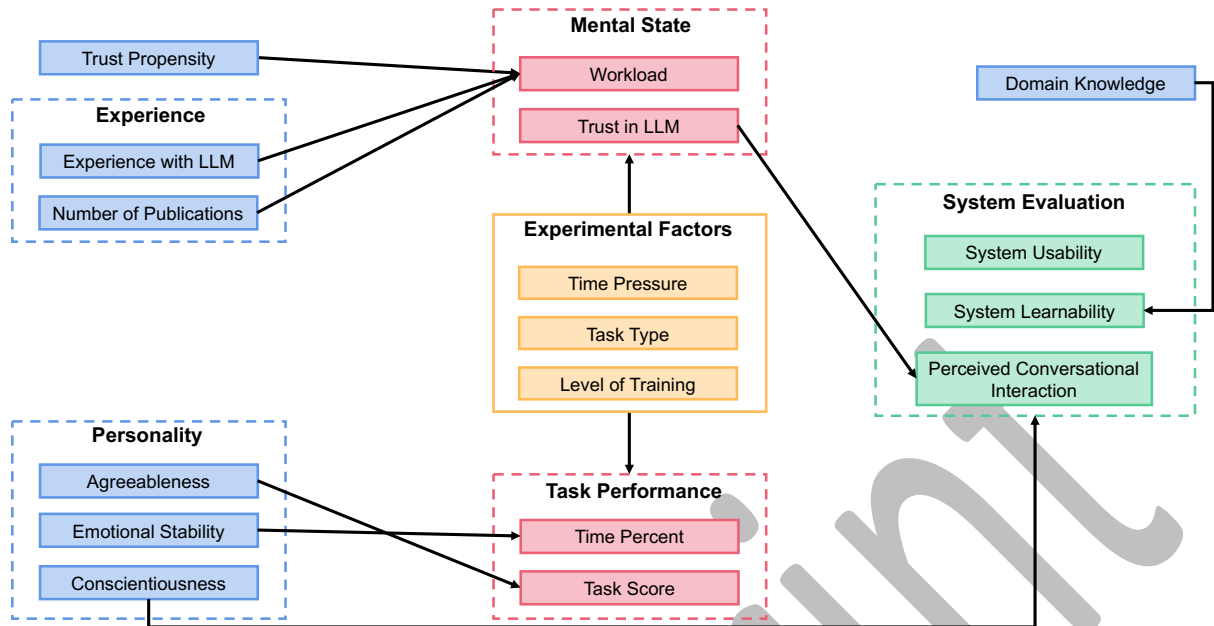 Mental State
Trust Propensity
Workload
Domain Knowledge
Experience
Trust in LLM
Experience with LLM
Number of Publications
System Evaluation
Experimental Factors
System Usability
Time Pressure
System Learnability
Task Type
Perceived Conversational
Interaction
Level of Training
Personality
Agreeableness
Task Performance
Emotional Stability
Time Percent
Conscientiousness
Task Score